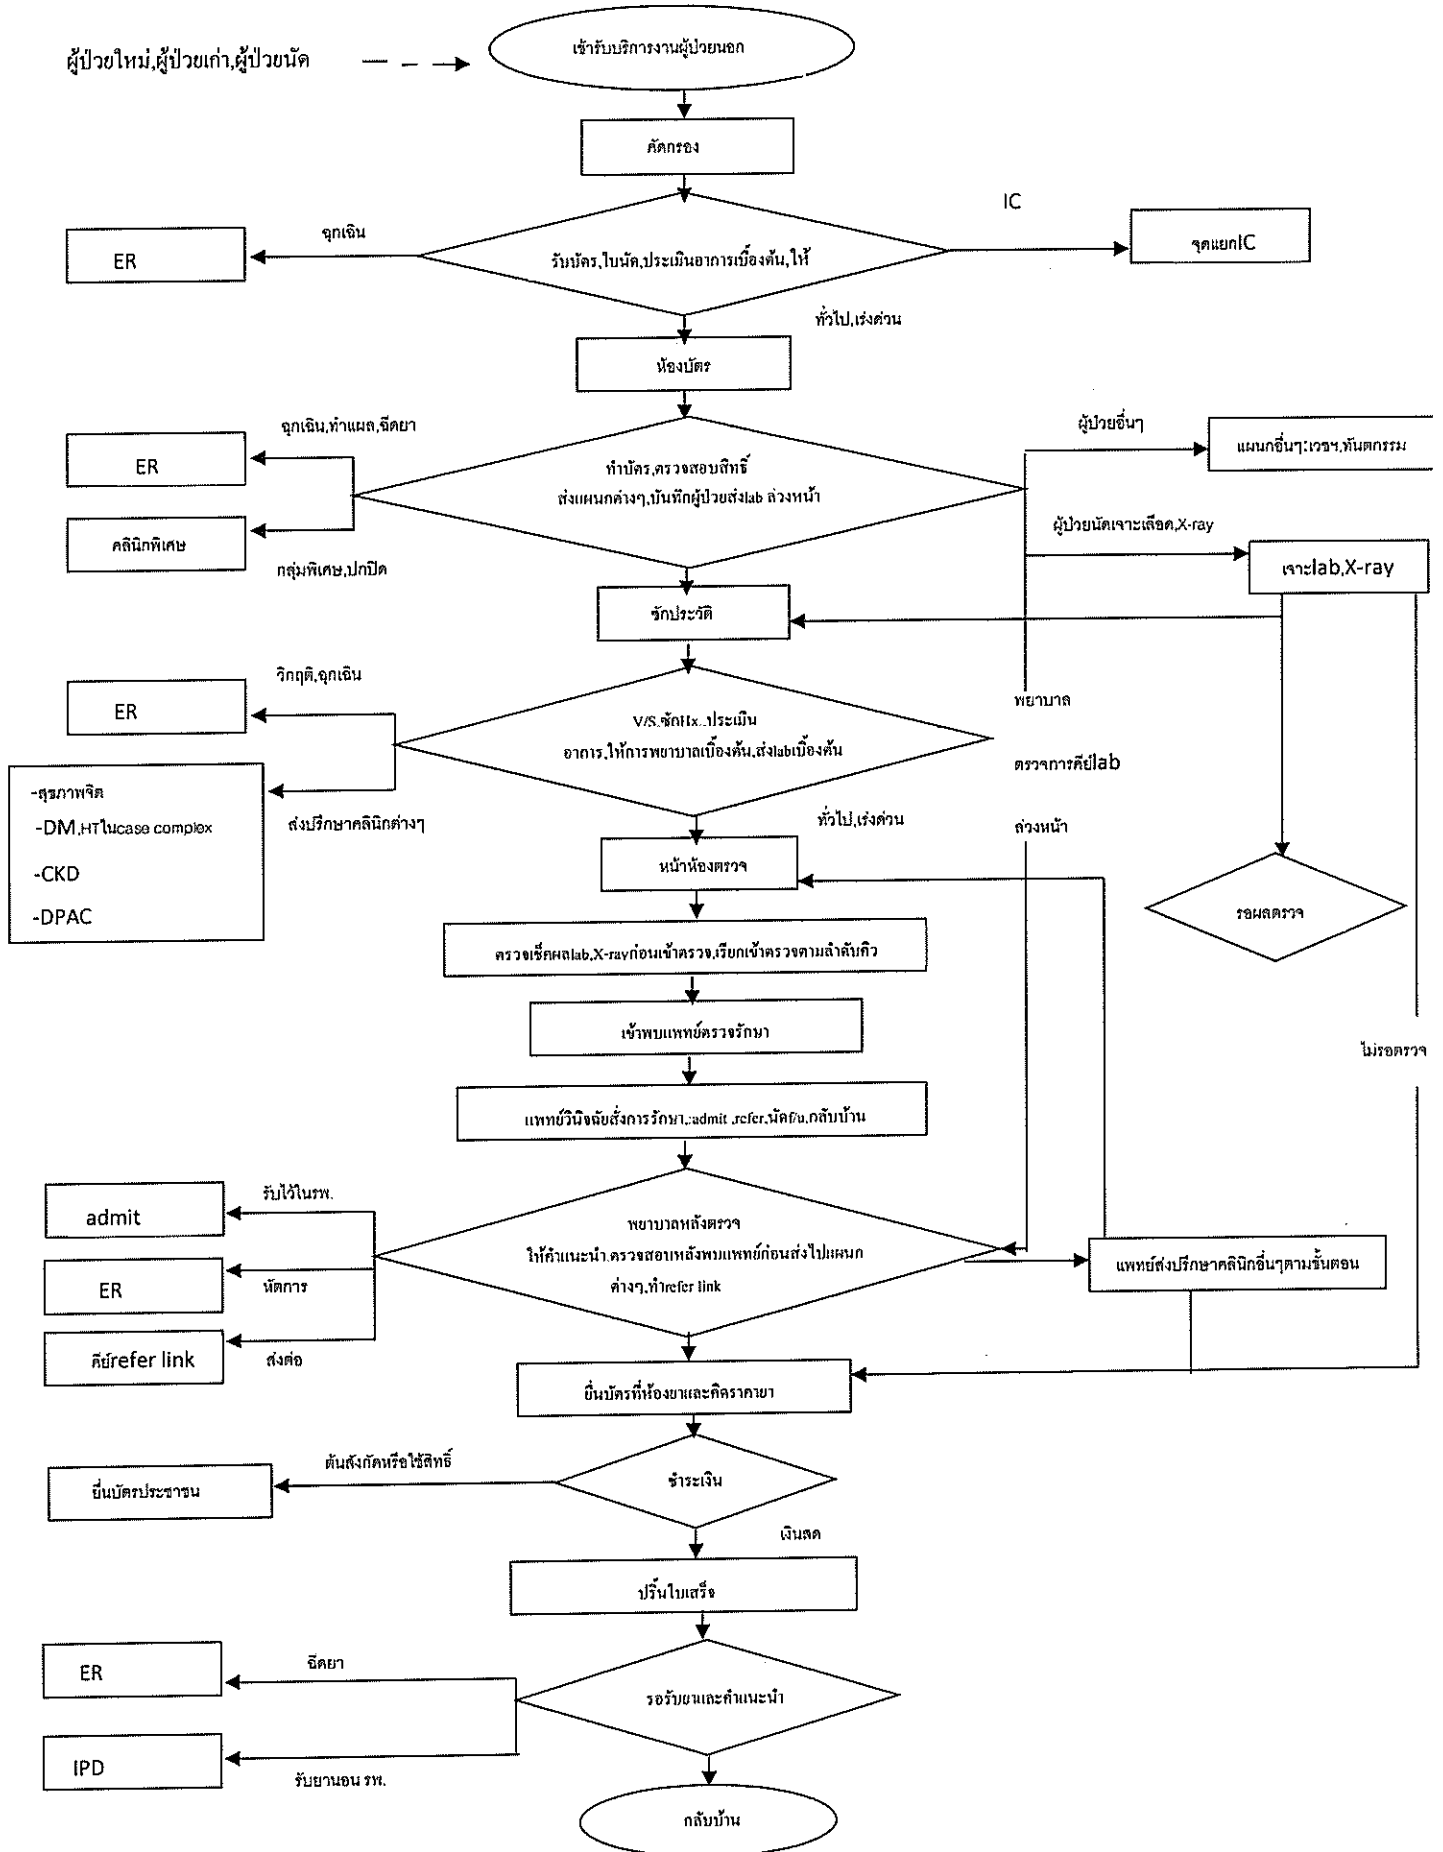 ผู้ป่วยใหม่,ผู้ป่วยเก่า,ผู้ป่วยนัด
เข้ารับบริการงานผู้ป่วยนอก
คัดกรอง
IC
ฉุกเฉิน
ER
รับบัตร,ใบนัด,ประเมินอาการเบื้องต้น,ให้
จุดแยกIC
ทั่วไป,เร่งด่วน
ห้องบัตร
ฉุกเฉิน,ทำแผล,ฉีดยา
ผู้ป่วยอื่นๆ
ER
แผนกอื่นๆ:เวชฯ,ทันตกรรม
ทำบัตร,ตรวจสอบสิทธิ์
ส่งแผนกต่างๆ,บันทึกผู้ป่วยส่งlab ล่วงหน้า
คลินิกพิเศษ
ผู้ป่วยนัดเจาะเลือด,X-ray
กลุ่มพิเศษ,ปกปิด
เจาะlab,X-ray
ซักประวัติ
วิกฤติ,ฉุกเฉิน
ER
พยาบาล
V/S,ซักHx.,ประเมิน
อาการ,ให้การพยาบาลเบื้องต้น,ส่งlabเบื้องต้น
ตรวจการคีย์lab
-สุขภาพจิต
-DM,HTในcase complex
-CKD
-DPAC
ส่งปรึกษาคลินิกต่างๆ
ทั่วไป,เร่งด่วน
ล่วงหน้า
หน้าห้องตรวจ
รอผลตรวจ
ตรวจเช็คผลlab,X-rayก่อนเข้าตรวจ,เรียกเข้าตรวจตามลำดับคิว
เข้าพบแพทย์ตรวจรักษา
ไม่รอตรวจ
แพทย์วินิจฉัยสั่งการรักษา,:admit ,refer,นัดf/u,กลับบ้าน
รับไว้ในรพ.
admit
พยาบาลหลังตรวจ
ให้คำแนะนำ,ตรวจสอบหลังพบแพทย์ก่อนส่งไปแผนก
ต่างๆ,ทำrefer link
แพทย์ส่งปรึกษาคลินิกอื่นๆตามขั้นตอน
ER
หัตการ
คีย์refer link
ส่งต่อ
ยื่นบัตรที่ห้องยาและคิดราคายา
ต้นสังกัดหรือใช้สิทธิ์
ยื่นบัตรประชาชน
ชำระเงิน
เงินสด
ปริ้นใบเสร็จ
ER
ฉีดยา
รอรับยาและคำแนะนำ
IPD
รับยานอน รพ.
กลับบ้าน